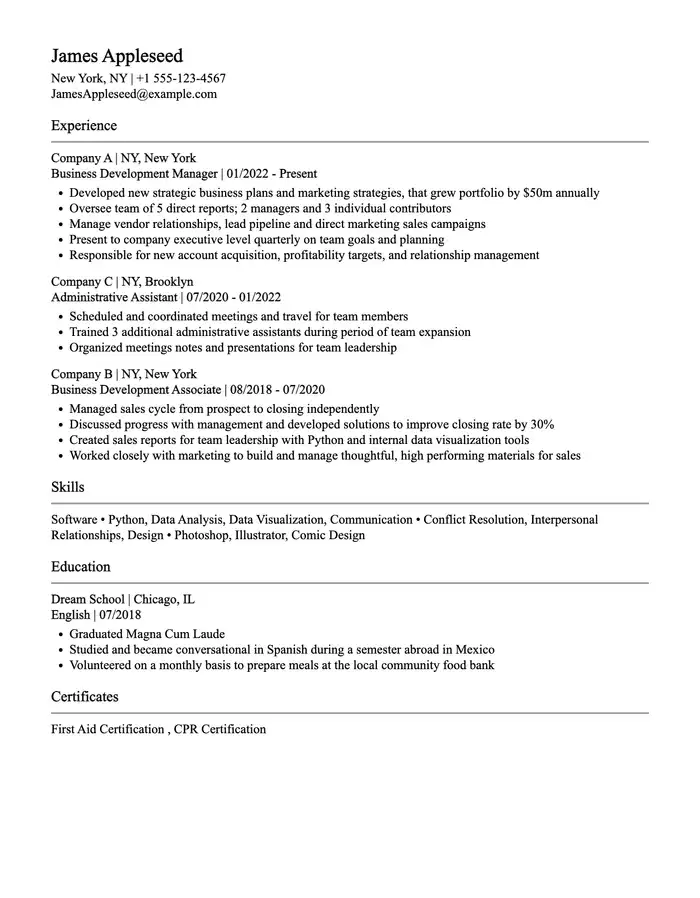 James Appleseed
New York, NY | +1 555-123-4567
JamesAppleseed@example.com
Experience
Company A | NY, New York
Business Development Manager | 01/2022 - Present
• Developed new strategic business plans and marketing strategies, that grew portfolio by $50m annually
• Oversee team of 5 direct reports; 2 managers and 3 individual contributors
• Manage vendor relationships, lead pipeline and direct marketing sales campaigns
• Present to company executive level quarterly on team goals and planning
• Responsible for new account acquisition, profitability targets, and relationship management
Company C | NY, Brooklyn
Administrative Assistant | 07/2020 - 01/2022
• Scheduled and coordinated meetings and travel for team members
• Trained 3 additional administrative assistants during period of team expansion
• Organized meetings notes and presentations for team leadership
Company B | NY, New York
Business Development Associate | 08/2018 - 07/2020
• Managed sales cycle from prospect to closing independently
• Discussed progress with management and developed solutions to improve closing rate by 30%
• Created sales reports for team leadership with Python and internal data visualization tools
• Worked closely with marketing to build and manage thoughtful, high performing materials for sales
Skills
Software • Python, Data Analysis, Data Visualization, Communication • Conflict Resolution, Interpersonal
Relationships, Design • Photoshop, Illustrator, Comic Design
Education
Dream School | Chicago, IL
English | 07/2018
• Graduated Magna Cum Laude
• Studied and became conversational in Spanish during a semester abroad in Mexico
• Volunteered on a monthly basis to prepare meals at the local community food bank
Certificates
First Aid Certification , CPR Certification